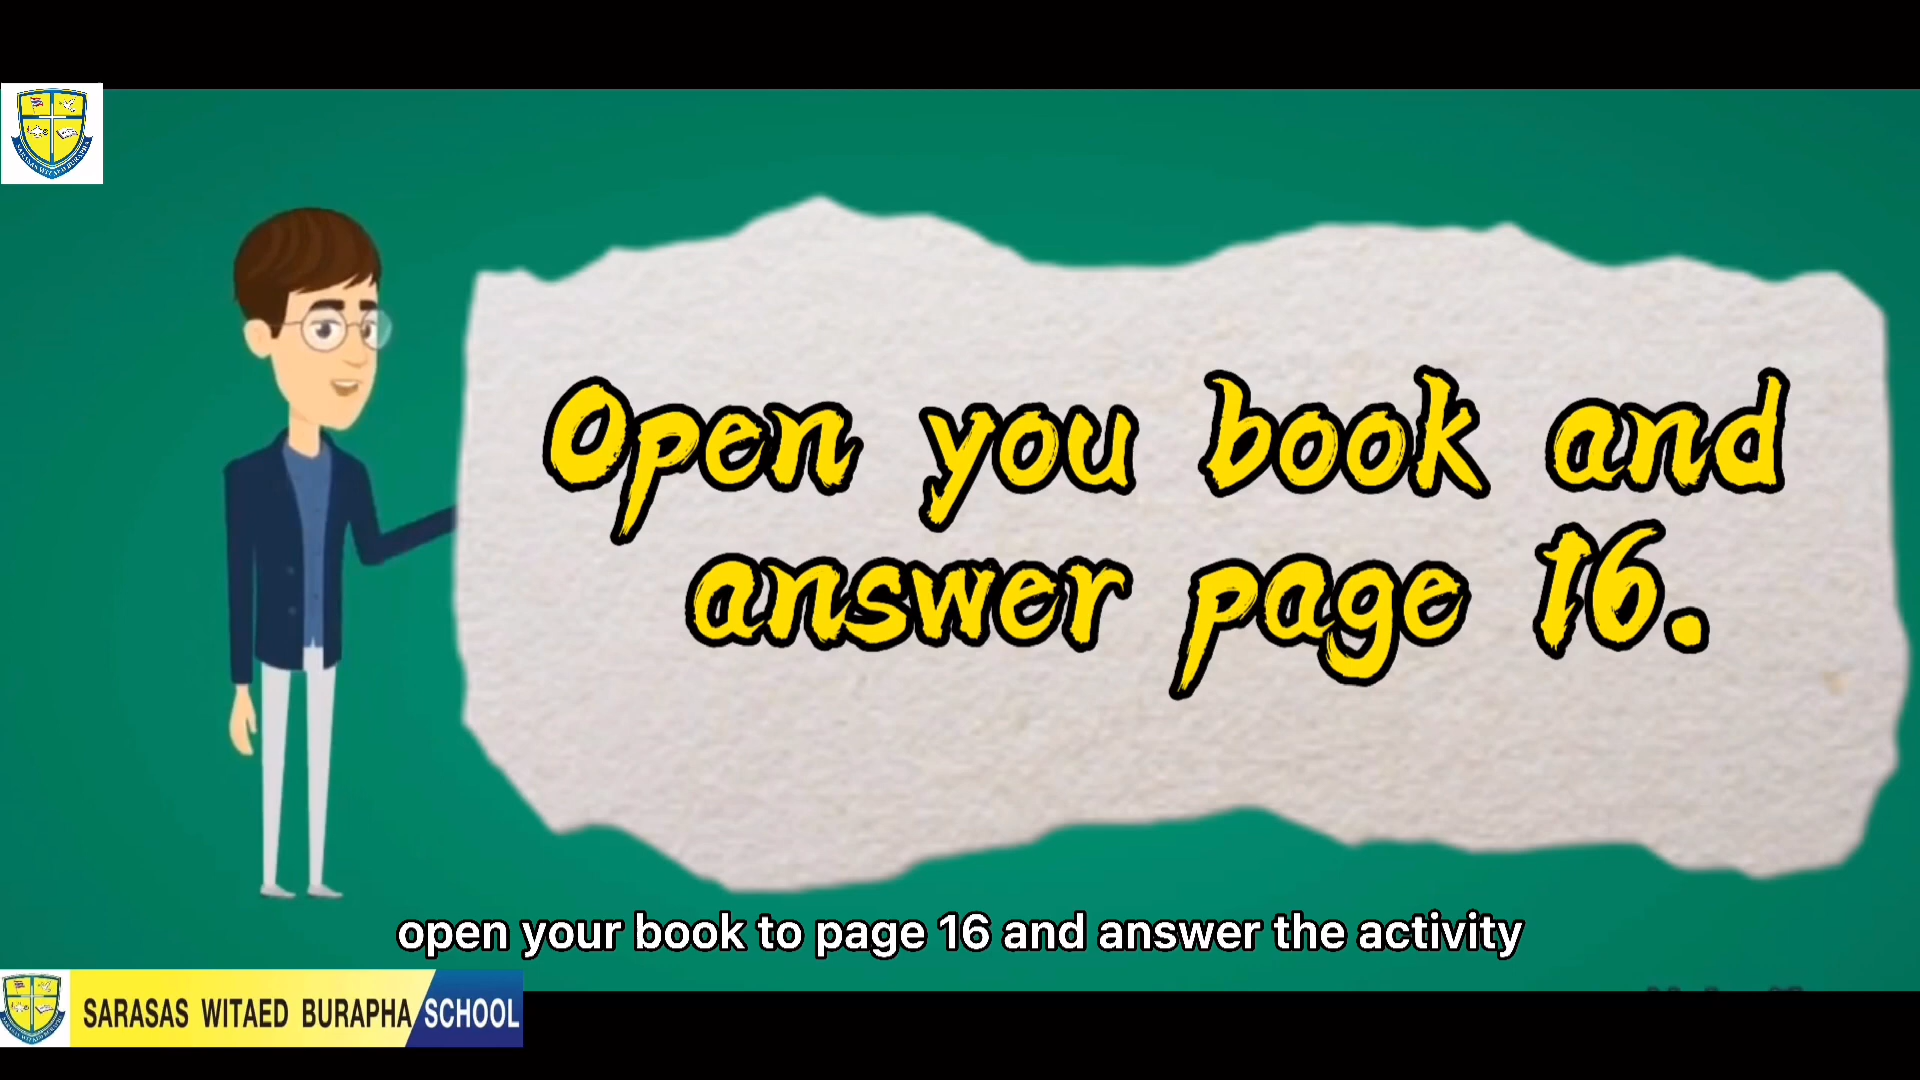 Open you book and
answer page 16.
open your book to page 16 and answer the activity
SARASAS WITAED BURAPHA SCHOOL